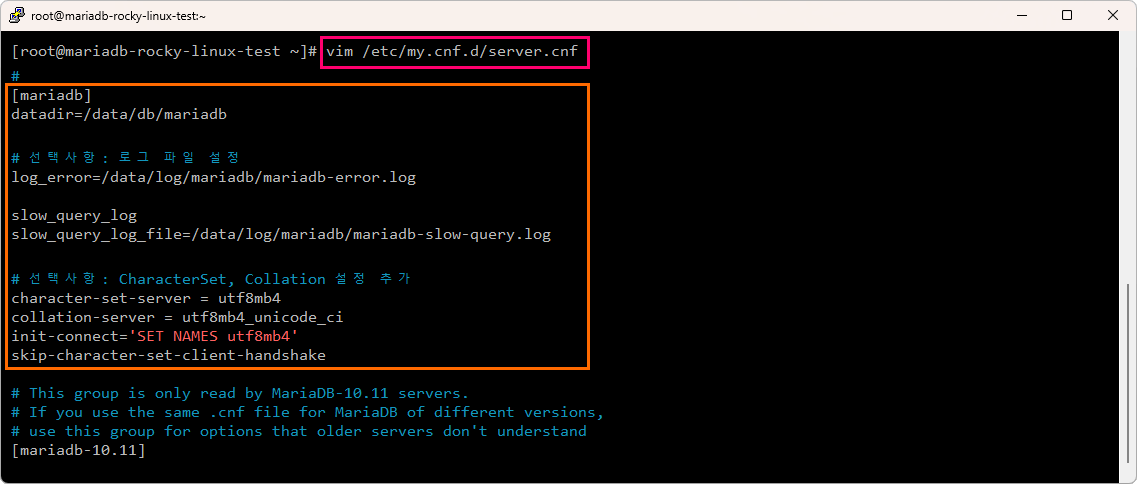 root@mariadb-rocky-linux-test:~
[root@mariadb-rocky-linux-test ~]# vim /etc/my.cnf.d/server.cnf
#
[mariadb]
datadir=/data/db/mariadb
# 선택사항: 로그 파일 설정
log_error=/data/log/mariadb/mariadb-error.log
slow_query_log
slow_query_log_file=/data/log/mariadb/mariadb-slow-query.log
# 선택사항: CharacterSet, Collation 설정 추가
character-set-server = utf8mb4
collation-server = utf8mb4_unicode_ci
init-connect='SET NAMES utf8mb4'
skip-character-set-client-handshake
# This group is only read by MariaDB-10.11 servers.
# If you use the same .cnf file for MariaDB of different versions,
# use this group for options that older servers don't understand
[mariadb-10.11]